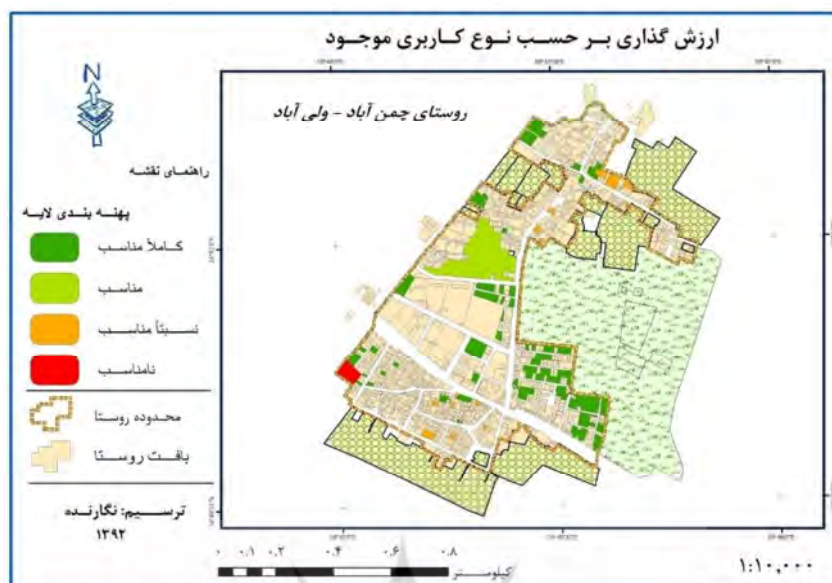 ارزش گذاری بر حسب نوع کاربری موجود
روستای چمن آباد - ولی آباد
N
راهنمای نقشه
پهنه بندی لایه
کاملاً مناسب
مناسب
نسبتاً مناسب
نامناسب
محدوده روستا
بافت روستا
ترسیم: نگارنده
۱۳۹۲
۰ ۰.۱ ۰.۲ ۰.۴ ۰.۶ ۰.۸
کیلومتر
۱:۱۰,۰۰۰